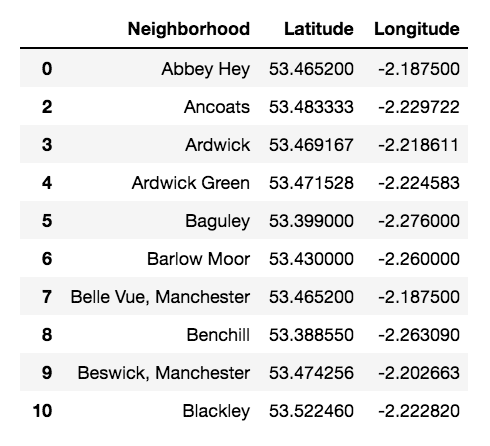 Neighborhood Latitude Longitude
0 Abbey Hey 53.465200 -2.187500
2 Ancoats 53.483333 -2.229722
3 Ardwick 53.469167 -2.218611
4 Ardwick Green 53.471528 -2.224583
5 Baguley 53.399000 -2.276000
6 Barlow Moor 53.430000 -2.260000
7 Belle Vue, Manchester 53.465200 -2.187500
8 Benchill 53.388550 -2.263090
9 Beswick, Manchester 53.474256 -2.202663
10 Blackley 53.522460 -2.222820